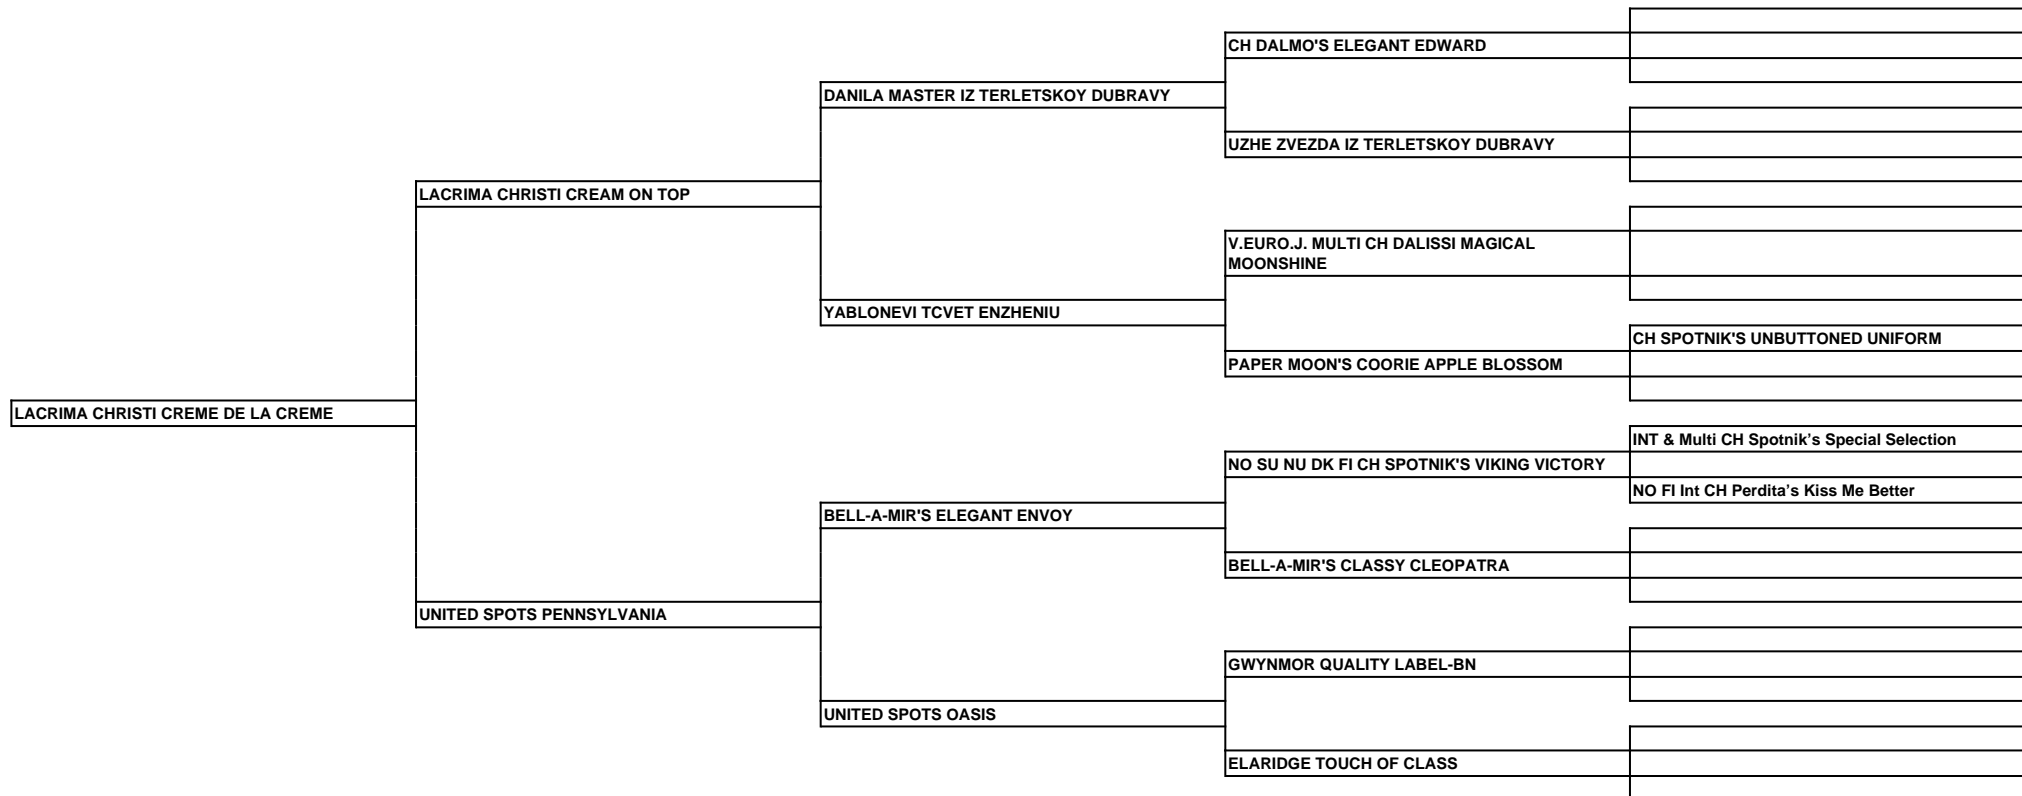 CH DALMO'S ELEGANT EDWARD
DANILA MASTER IZ TERLETSKOY DUBRAVY
UZHE ZVEZDA IZ TERLETSKOY DUBRAVY
LACRIMA CHRISTI CREAM ON TOP
V.EURO.J. MULTI CH DALISSI MAGICAL
MOONSHINE
YABLONEVI TCVET ENZHENIU
CH SPOTNIK'S UNBUTTONED UNIFORM
PAPER MOON'S COORIE APPLE BLOSSOM
LACRIMA CHRISTI CREME DE LA CREME
INT & Multi CH Spotnik’s Special Selection
NO SU NU DK FI CH SPOTNIK'S VIKING VICTORY
NO FI Int CH Perdita’s Kiss Me Better
BELL-A-MIR'S ELEGANT ENVOY
BELL-A-MIR'S CLASSY CLEOPATRA
UNITED SPOTS PENNSYLVANIA
GWYNMOR QUALITY LABEL-BN
UNITED SPOTS OASIS
ELARIDGE TOUCH OF CLASS